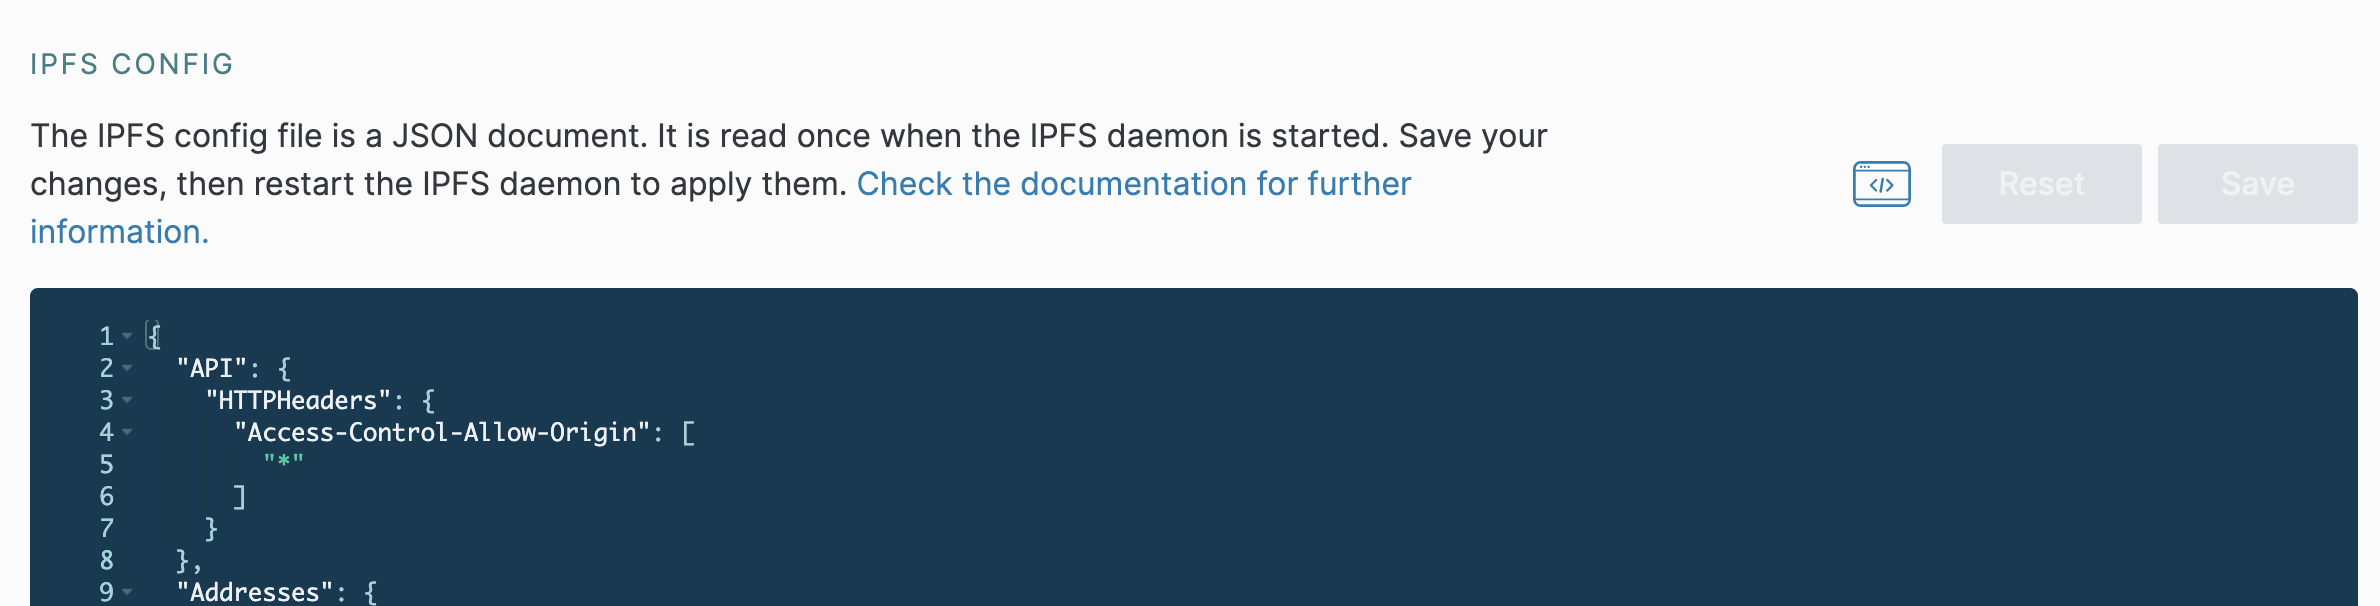 IPFS CONFIG
The IPFS config file is a JSON document. It is read once when the IPFS daemon is started. Save your
changes, then restart the IPFS daemon to apply them. Check the documentation for further
information.
</>
Reset
Save
1 {
2 "API": {
3 "HTTPHeaders": {
4 "Access-Control-Allow-Origin": [
5 "*"
6 ]
7 }
8 },
9 "Addresses": {